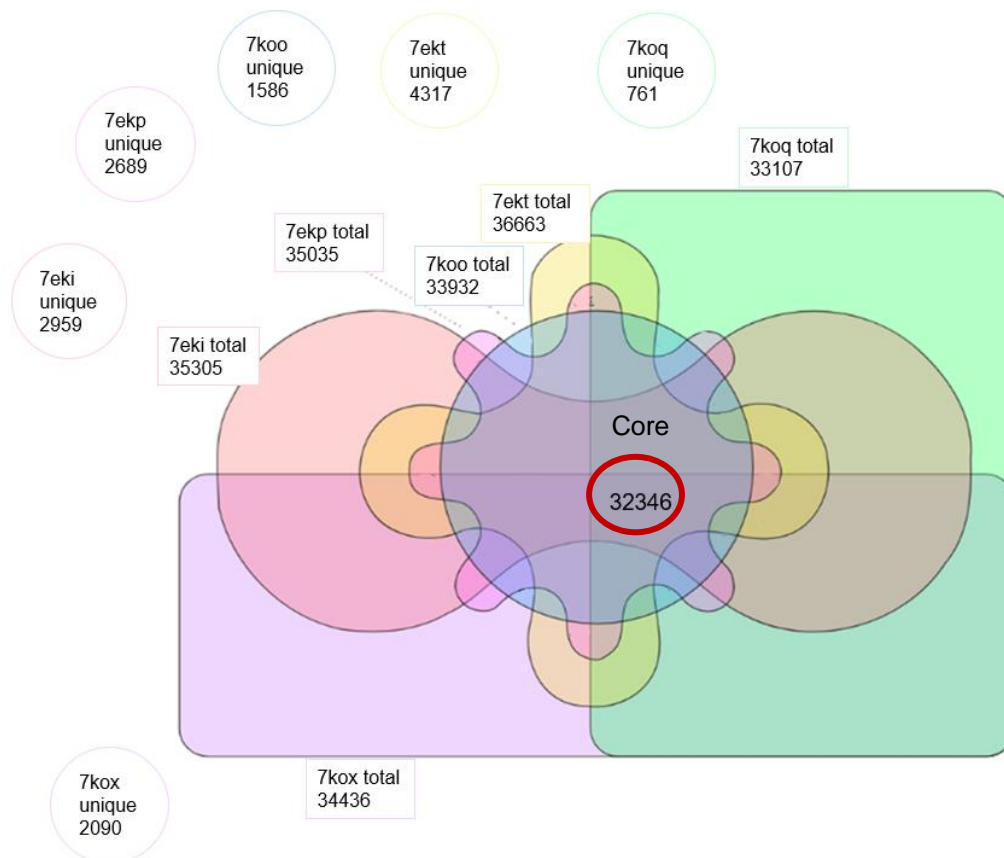 7koo
unique
1586
7ekt
unique
4317
7koq
unique
761
7ekp
unique
2689
7koq total
33107
7ekt total
36663
7ekp total
35035
7koo total
33932
7eki
unique
2959
7eki total
35305
Core
32346
7kox
unique
2090
7kox total
34436